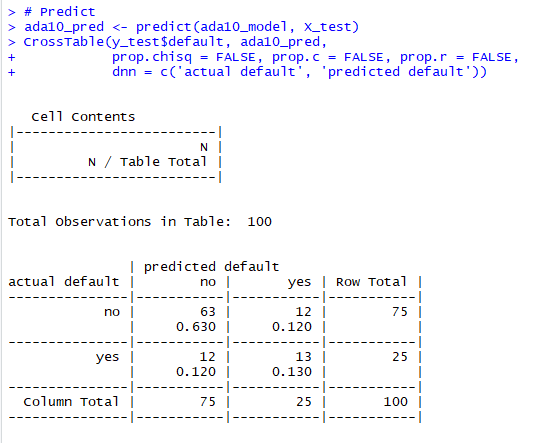 > # Predict
> ada10_pred <- predict(ada10_model, X_test)
> CrossTable(y_test$default, ada10_pred,
+            prop.chisq = FALSE, prop.c = FALSE, prop.r = FALSE,
+            dnn = c('actual default', 'predicted default'))
   Cell Contents
|-------------------------|
|                       N |
|         N / Table Total |
|-------------------------|
Total Observations in Table:  100
               | predicted default
actual default |        no |       yes | Row Total |
---------------|-----------|-----------|-----------|
            no |        63 |        12 |        75 |
               |     0.630 |     0.120 |           |
---------------|-----------|-----------|-----------|
           yes |        12 |        13 |        25 |
               |     0.120 |     0.130 |           |
---------------|-----------|-----------|-----------|
  Column Total |        75 |        25 |       100 |
---------------|-----------|-----------|-----------|